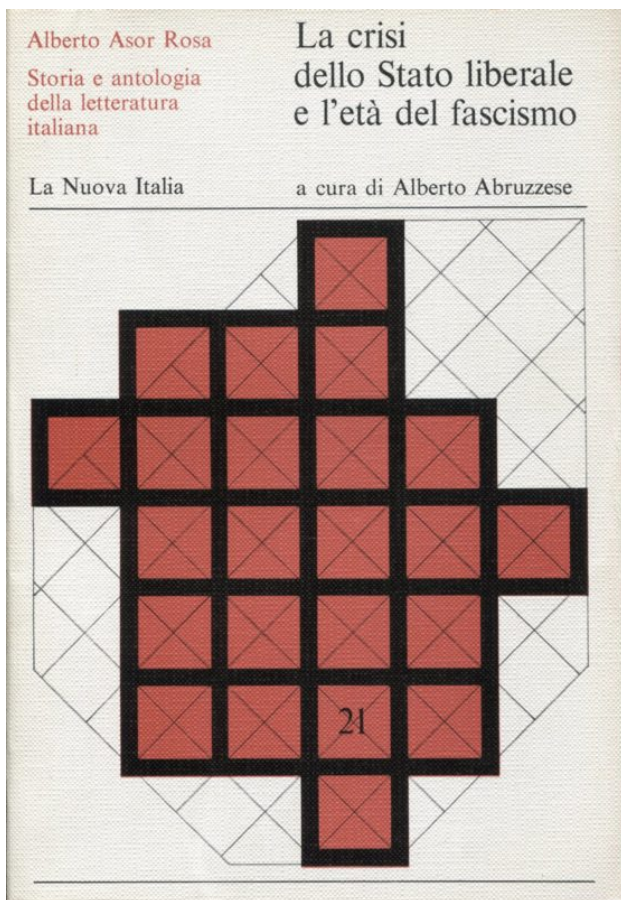 Alberto Asor Rosa
Storia e antologia
della letteratura
italiana
La crisi
dello Stato liberale
e l'età del fascismo
La Nuova Italia
a cura di Alberto Abruzzese
21